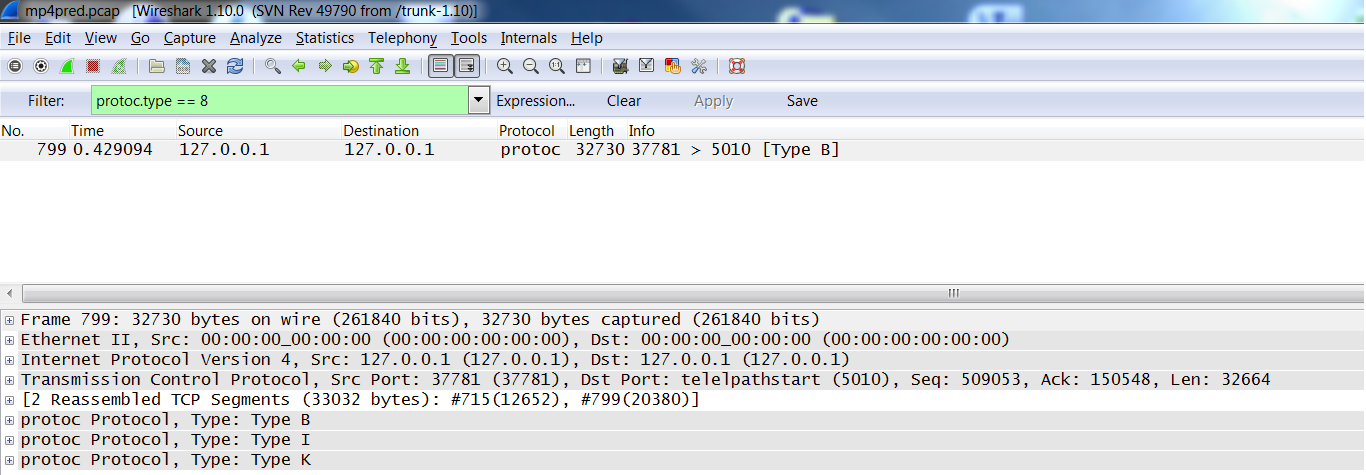 mp4pred.pcap [Wireshark 1.10.0 (SVN Rev 49790 from /trunk-1.10)]
File Edit View Go Capture Analyze Statistics Telephony Tools Internals Help
Filter: protoc.type == 8 Expression... Clear Apply Save
No. Time Source Destination Protocol Length Info
799 0.429094 127.0.0.1 127.0.0.1 protoc 32730 37781 > 5010 [Type B]
Frame 799: 32730 bytes on wire (261840 bits), 32730 bytes captured (261840 bits)
Ethernet II, Src: 00:00:00_00:00:00 (00:00:00:00:00:00), Dst: 00:00:00_00:00:00 (00:00:00:00:00:00)
Internet Protocol Version 4, Src: 127.0.0.1 (127.0.0.1), Dst: 127.0.0.1 (127.0.0.1)
Transmission Control Protocol, Src Port: 37781 (37781), Dst Port: telelpathstart (5010), Seq: 509053, Ack: 150548, Len: 32664
[2 Reassembled TCP Segments (33032 bytes): #715(12652), #799(20380)]
protoc Protocol, Type: Type B
protoc Protocol, Type: Type I
protoc Protocol, Type: Type K